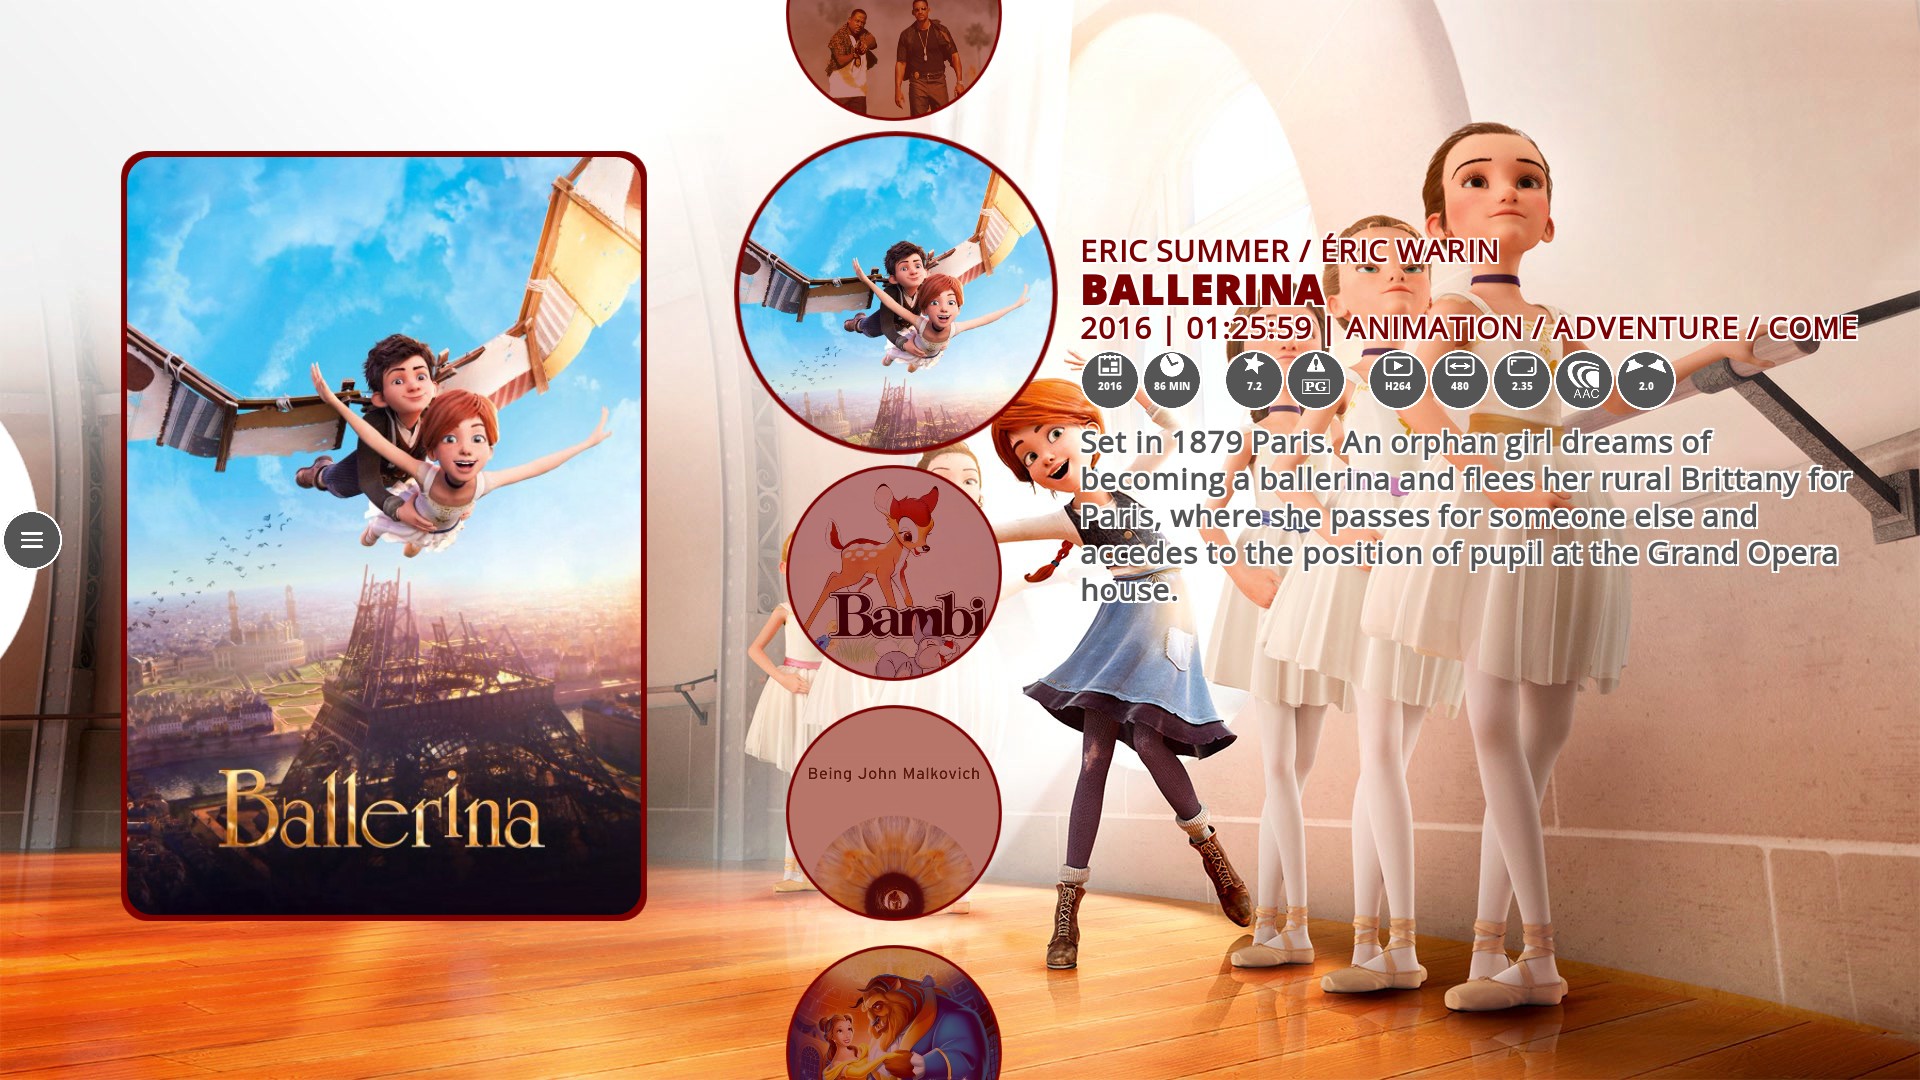 Ballerina
Bambi
Being John Malkovich
ERIC SUMMER / ÉRIC WARIN
BALLERINA
2016 | 01:25:59 | ANIMATION / ADVENTURE / COME
2016 86 MIN 7.2 PG H264 480 2.35 AAC 2.0
Set in 1879 Paris. An orphan girl dreams of
becoming a ballerina and flees her rural Brittany for
Paris, where she passes for someone else and
accedes to the position of pupil at the Grand Opera
house.